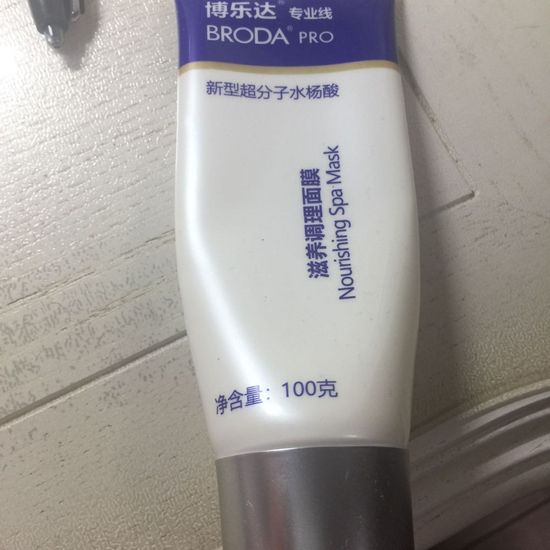 博乐达® 专业线
BRODA® PRO
新型超分子水杨酸
滋养调理面膜
Nourishing Spa Mask
净含量：100克